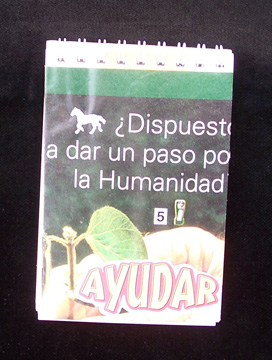 ¿Dispuesto
a dar un paso po
la Humanidad
5
AYUDAR